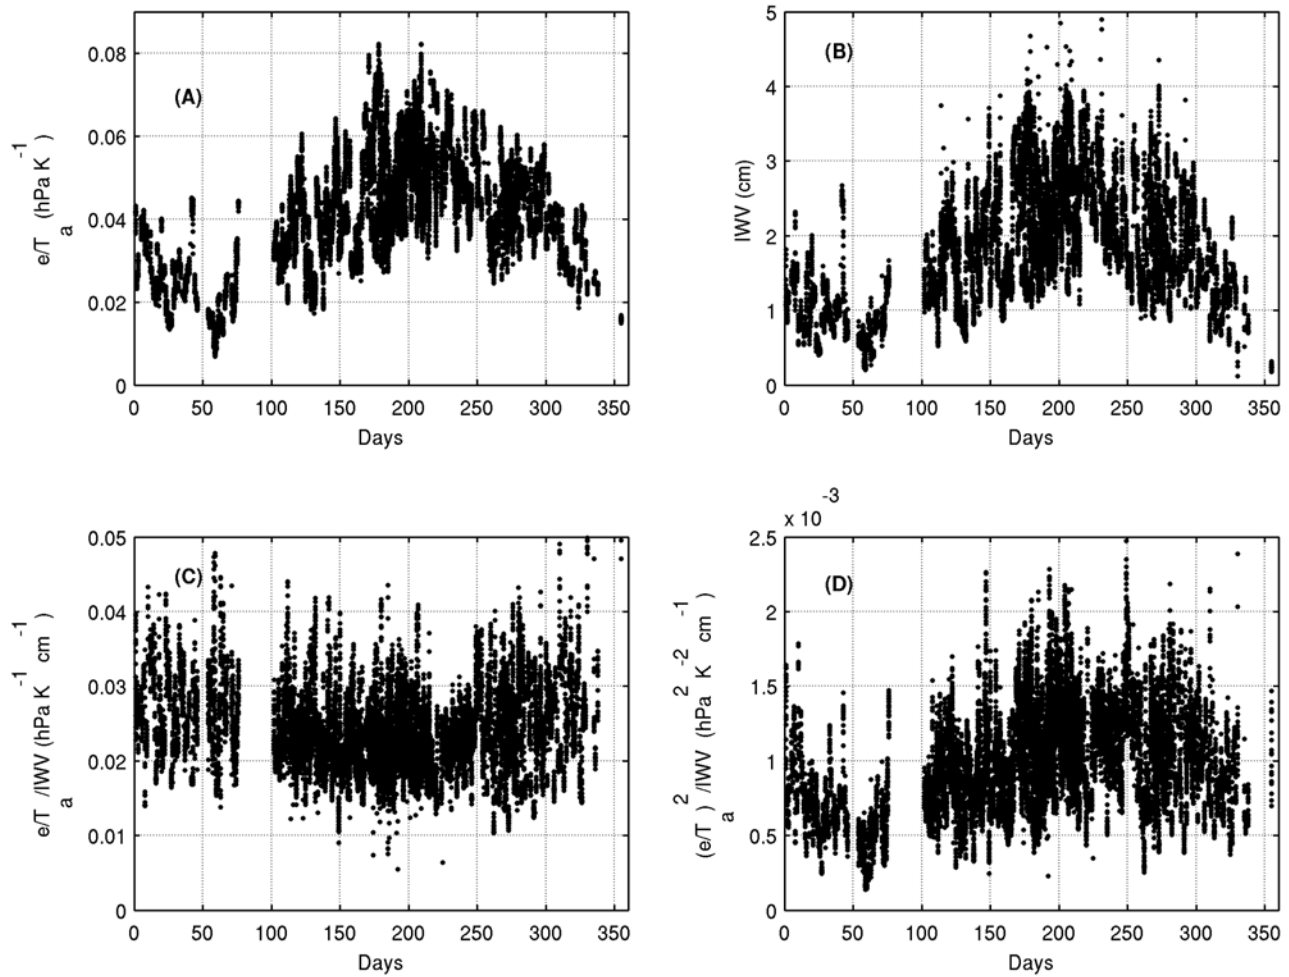 (A)
0.08
0.06
0.04
0.02
0
e/T_a (hPa K^-1)
0 50 100 150 200 250 300 350
Days
(B)
5
4
3
2
1
0
IWV (cm)
0 50 100 150 200 250 300 350
Days
(C)
0.05
0.04
0.03
0.02
0.01
0
e/T_a/IWV (hPa K^-1 cm^-1)
0 50 100 150 200 250 300 350
Days
(D)
x 10^-3
2.5
2
1.5
1
0.5
0
(e/T_a)^2/IWV (hPa^2 K^-2 cm^-1)
0 50 100 150 200 250 300 350
Days